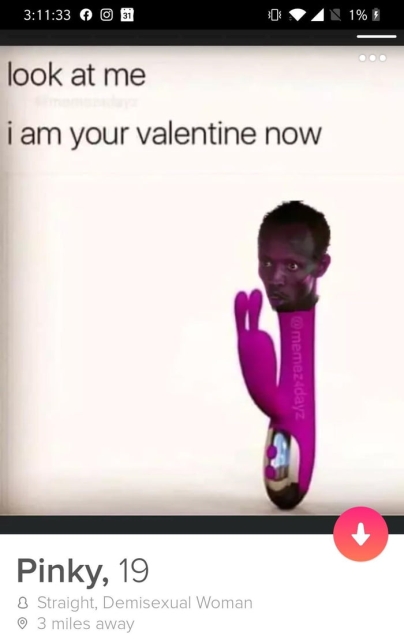 3:11:33 31 1%
look at me
i am your valentine now
@memez4dayz
Pinky, 19
Straight, Demisexual Woman
3 miles away